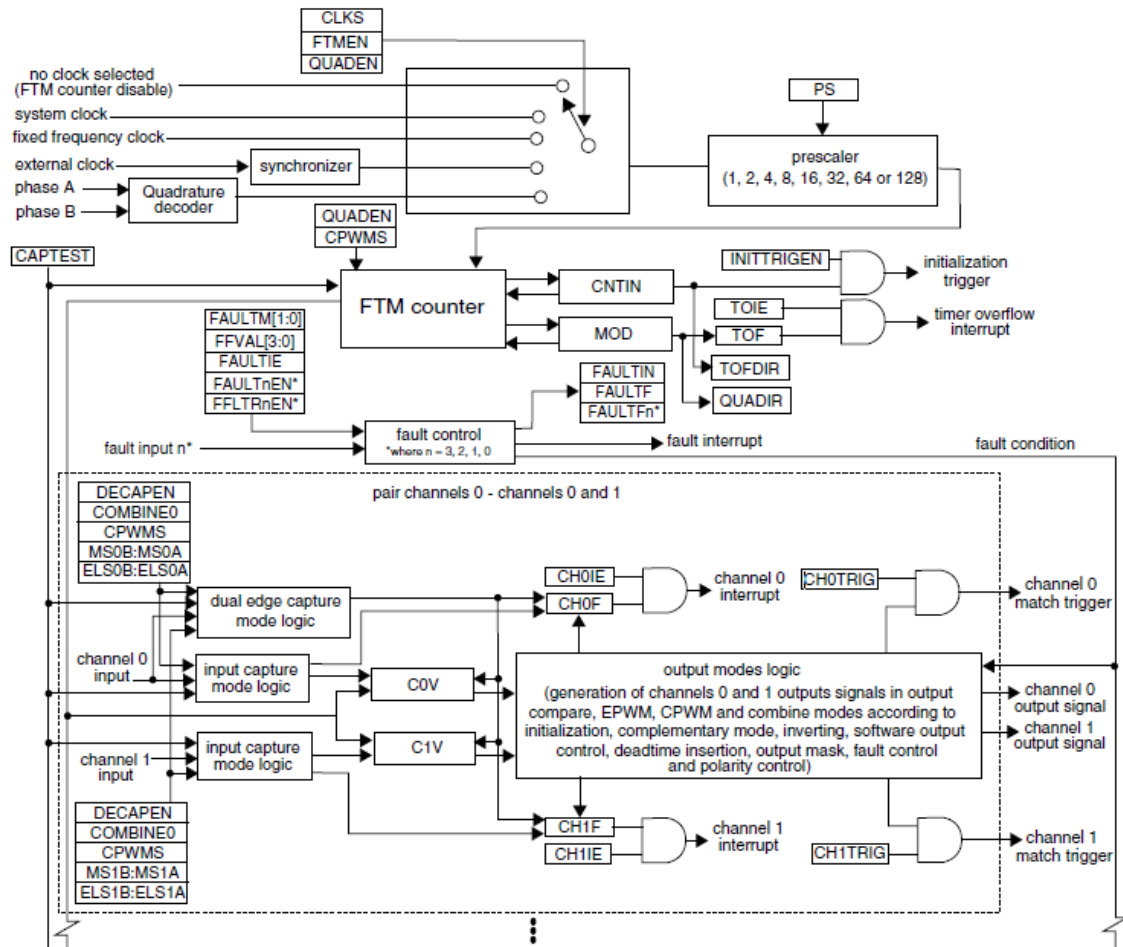 CLKS
FTMEN
QUADEN
no clock selected
(FTM counter disable)
system clock
fixed frequency clock
external clock
synchronizer
phase A
phase B
Quadrature
decoder
PS
prescaler
(1, 2, 4, 8, 16, 32, 64 or 128)
QUADEN
CPWMS
CAPTEST
FTM counter
CNTIN
MOD
INITTRIGEN
initialization
trigger
TOIE
TOF
timer overflow
interrupt
TOFDIR
QUADIR
FAULTM[1:0]
FFVAL[3:0]
FAULTIE
FAULTnEN*
FFLTRnEN*
FAULTIN
FAULTF
FAULTFn*
fault input n*
fault control
*where n = 3, 2, 1, 0
fault interrupt
fault condition
pair channels 0 - channels 0 and 1
DECAPEN
COMBINE0
CPWMS
MS0B:MS0A
ELS0B:ELS0A
dual edge capture
mode logic
channel 0
input
input capture
mode logic
C0V
CH0IE
CH0F
channel 0
interrupt
CH0TRIG
channel 0
match trigger
output modes logic
(generation of channels 0 and 1 outputs signals in output
compare, EPWM, CPWM and combine modes according to
initialization, complementary mode, inverting, software output
control, deadtime insertion, output mask, fault control
and polarity control)
channel 0
output signal
channel 1
output signal
channel 1
input
input capture
mode logic
C1V
DECAPEN
COMBINE0
CPWMS
MS1B:MS1A
ELS1B:ELS1A
CH1F
CH1IE
channel 1
interrupt
CH1TRIG
channel 1
match trigger